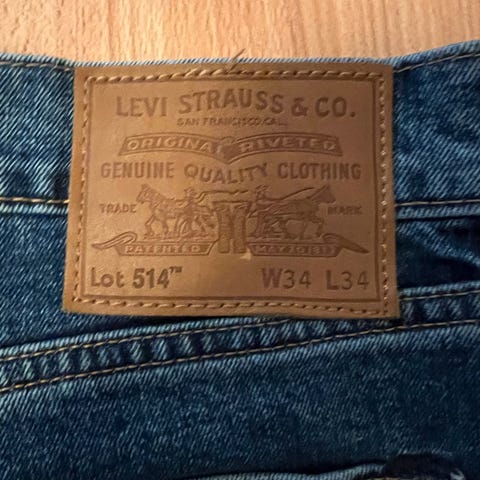 LEVI STRAUSS & CO.
SAN FRANCISCO, CAL.
ORIGINAL RIVETED
GENUINE QUALITY CLOTHING
TRADE MARK
PATENTED MAY 20 1873
Lot 514™ W34 L34